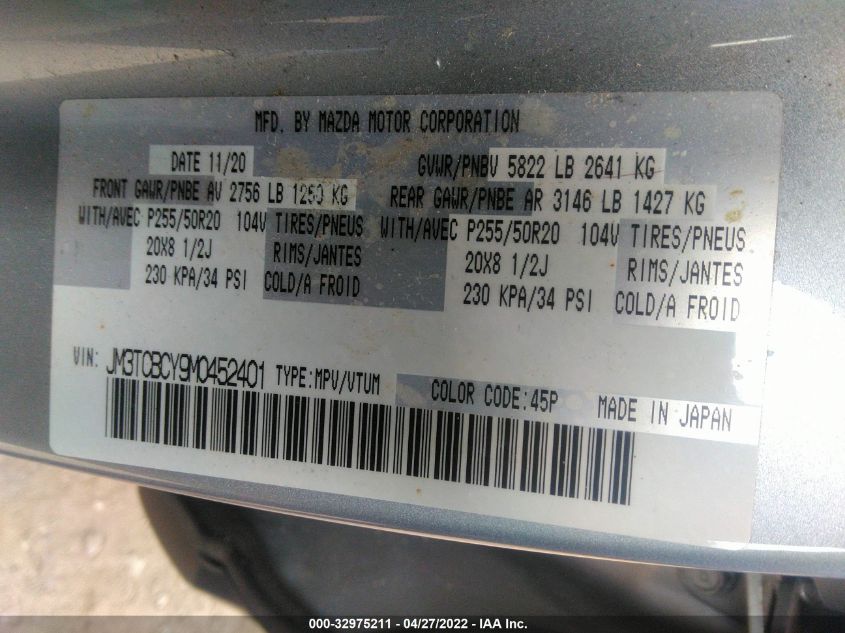 MFD. BY MAZDA MOTOR CORPORATION
DATE 11/20 GVWR/PNBV 5822 LB 2641 KG
FRONT GAWR/PNBE AV 2756 LB 1250 KG REAR GAWR/PNBE AR 3146 LB 1427 KG
WITH/AVEC P255/50R20 104V TIRES/PNEUS WITH/AVEC P255/50R20 104V TIRES/PNEUS
20X8 1/2J RIMS/JANTES 20X8 1/2J RIMS/JANTES
230 KPA/34 PSI COLD/A FROID 230 KPA/34 PSI COLD/A FROID
VIN: JM3TCBCY9M0452401 TYPE:MPV/VTUM COLOR CODE:45P MADE IN JAPAN
000-32975211 - 04/27/2022 - IAA Inc.